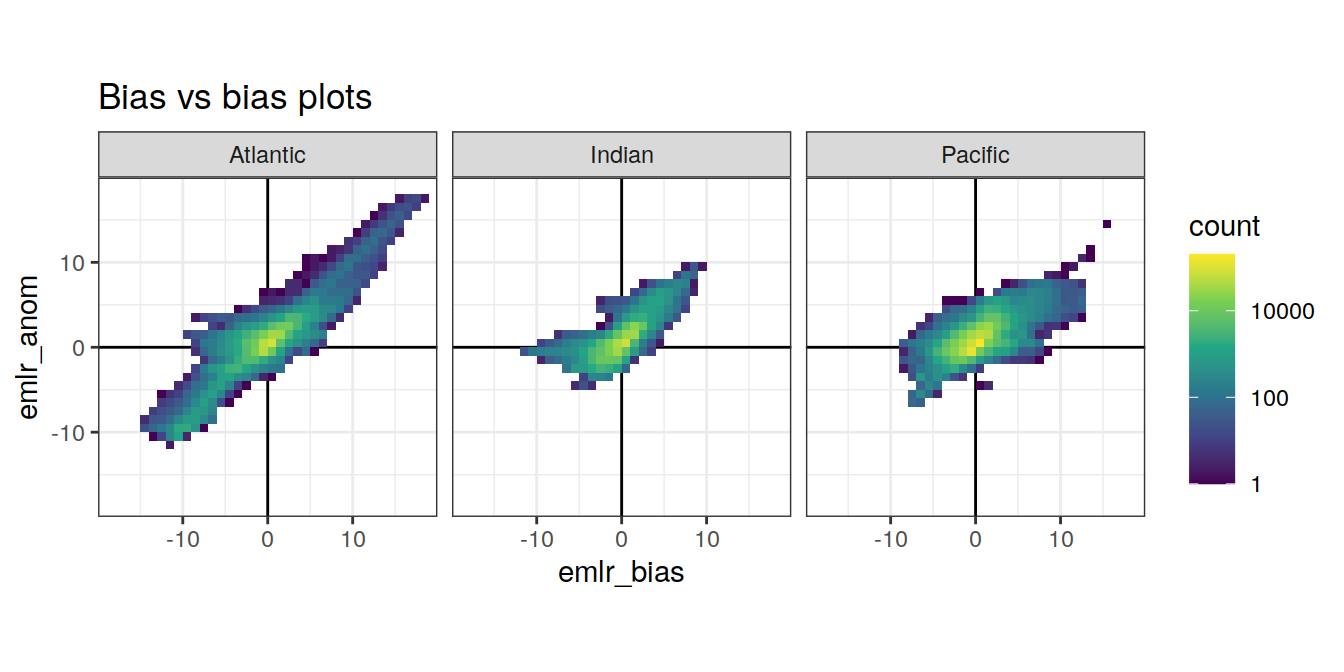 Bias vs bias plots
Atlantic Indian Pacific
count
10000
100
1
emlr_anom
10
0
-10
-10 0 10 -10 0 10 -10 0 10
emlr_bias